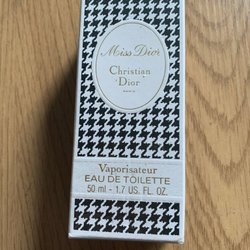 Miss Dior
Christian
Dior
PARIS
Vaporisateur
EAU DE TOILETTE
50 ml - 1.7 US. FL. OZ.